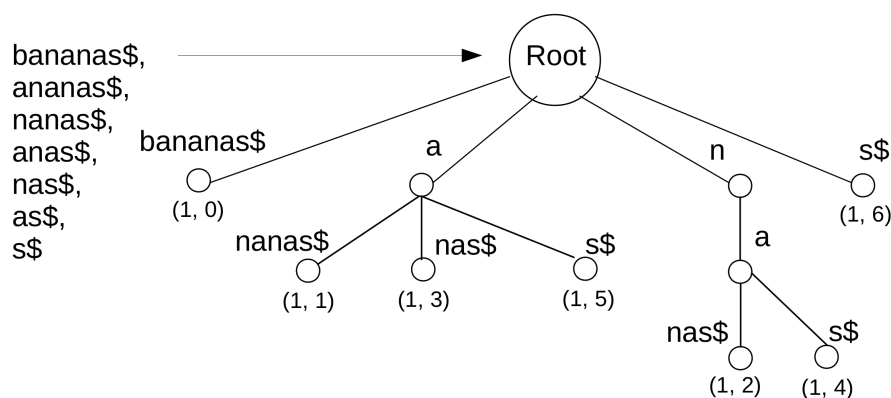 bananas$,
ananas$,
nanas$,
anas$,
nas$,
as$,
s$
Root
bananas$
a
n
s$
(1, 0)
(1, 6)
nanas$
nas$
s$
a
(1, 1)
(1, 3)
(1, 5)
nas$
s$
(1, 2)
(1, 4)